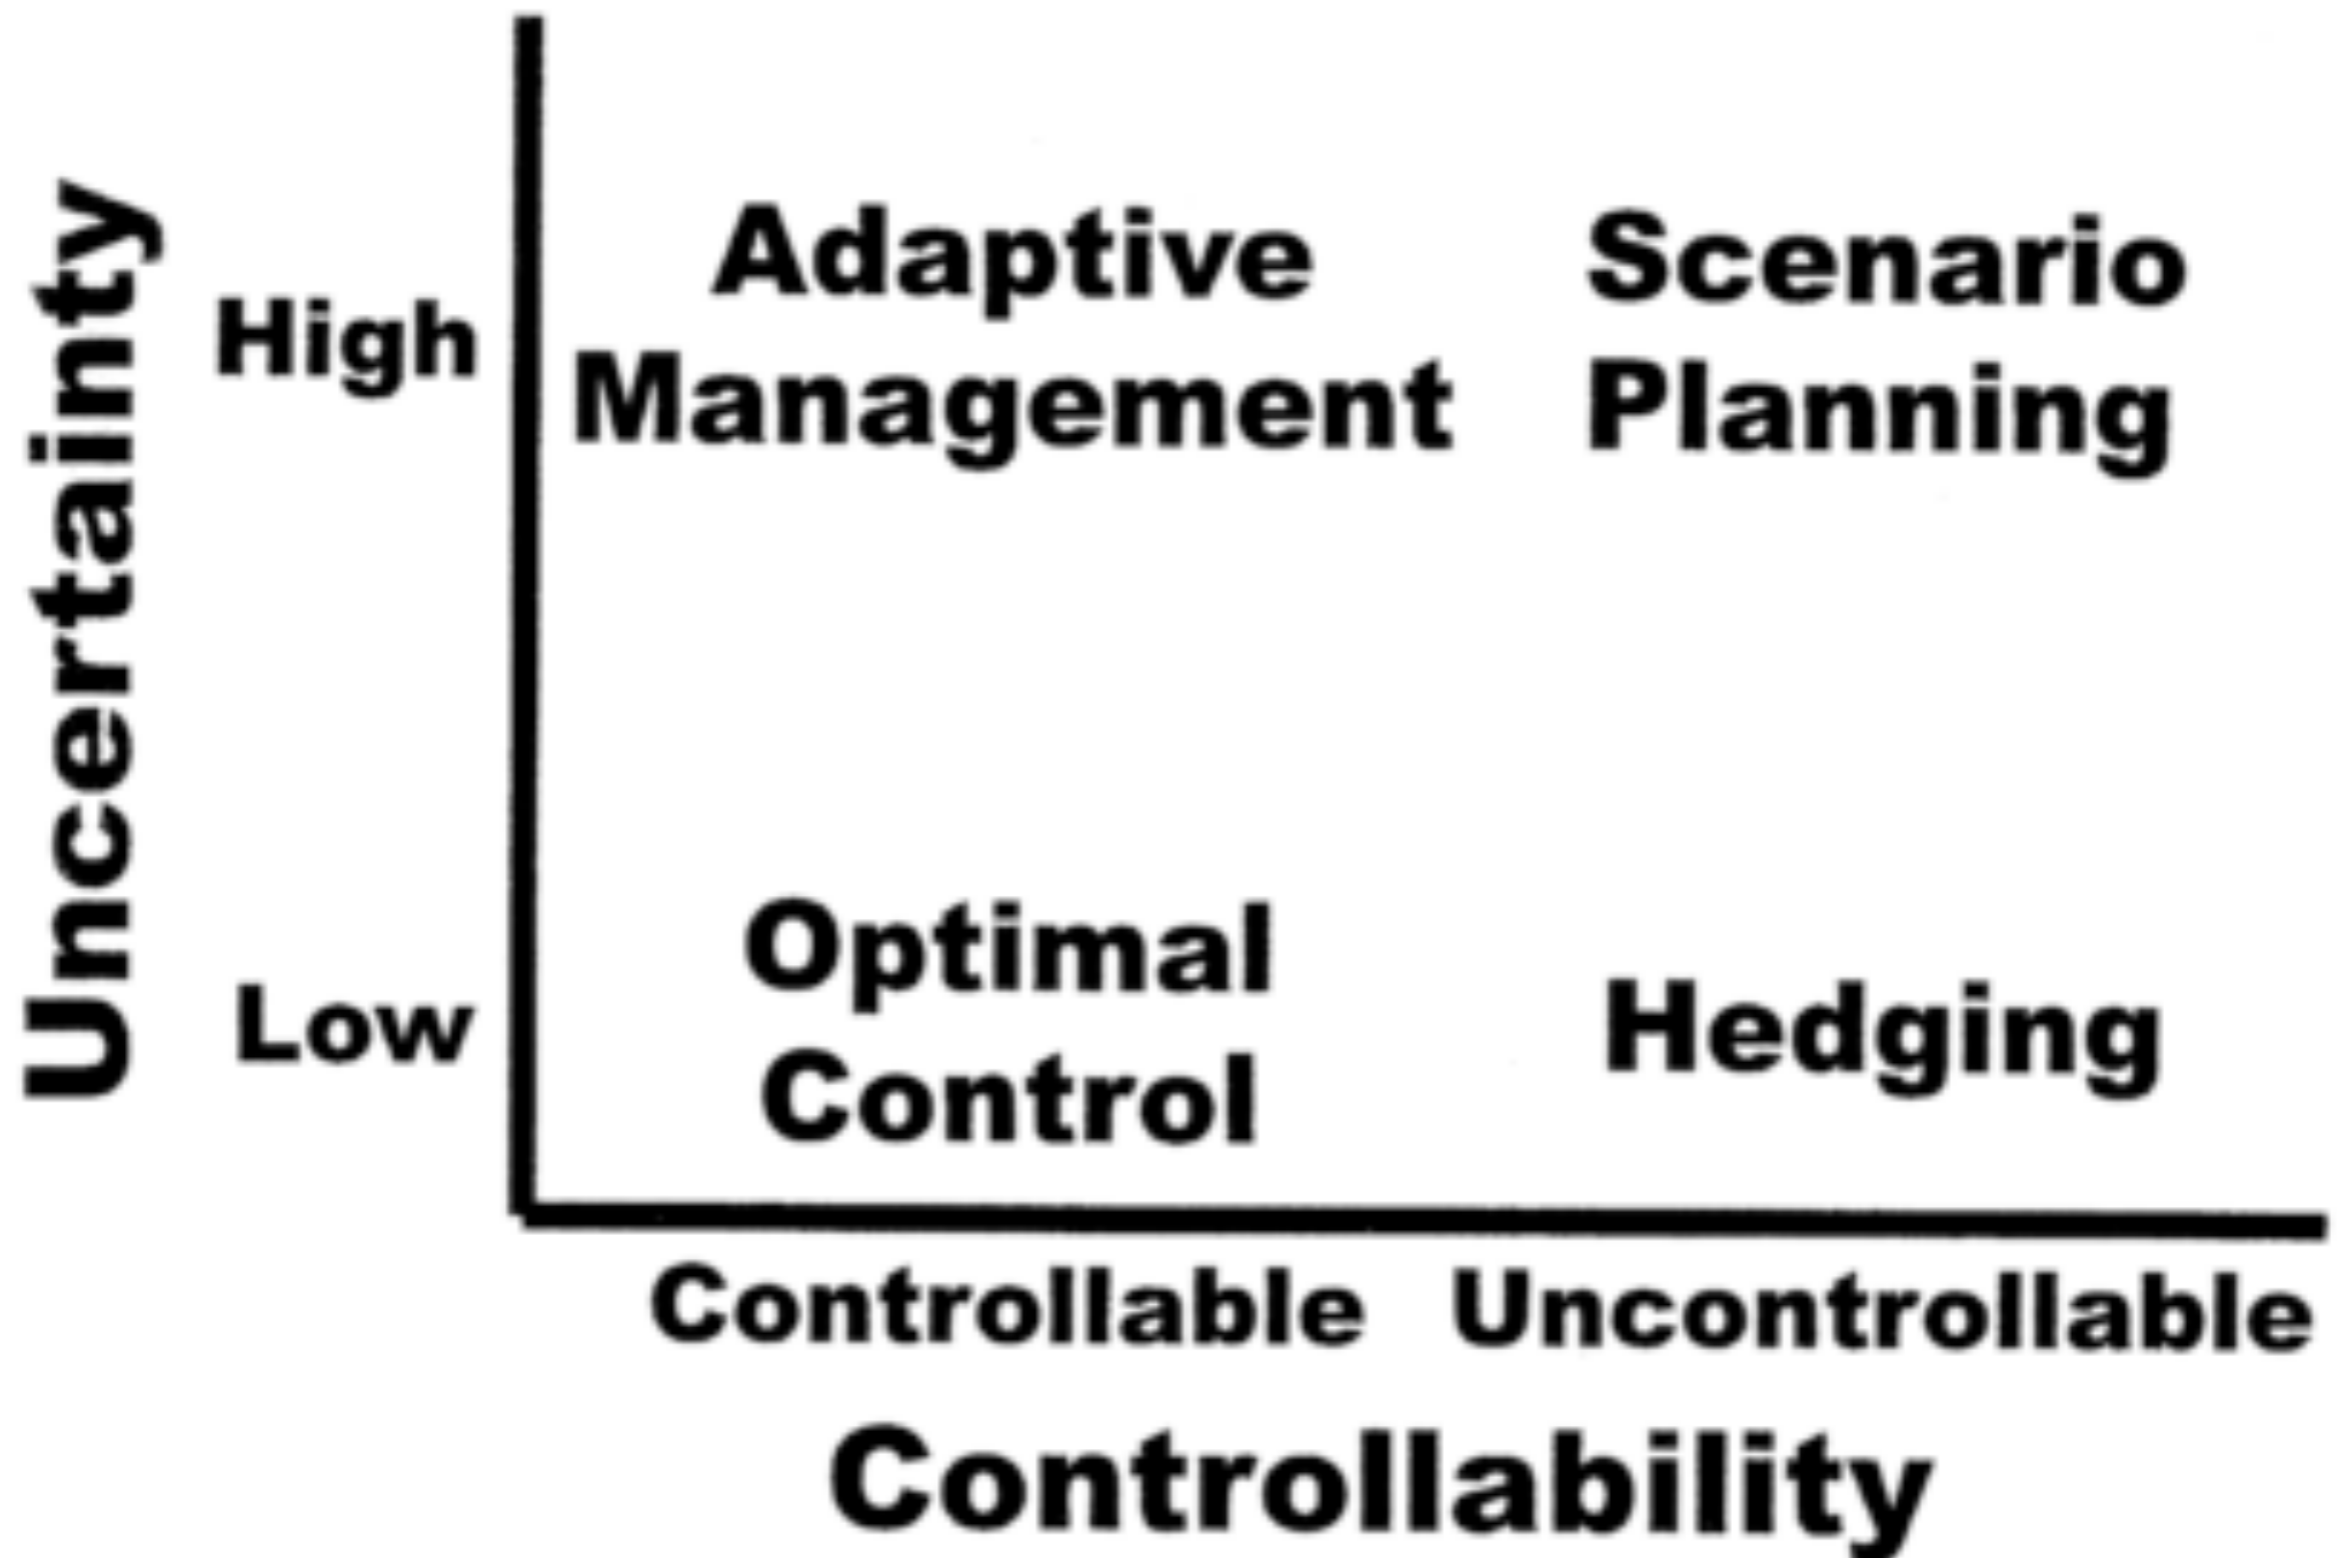 Uncertainty
High
Adaptive
Management
Scenario
Planning
Low
Optimal
Control
Hedging
Controllable Uncontrollable
Controllability